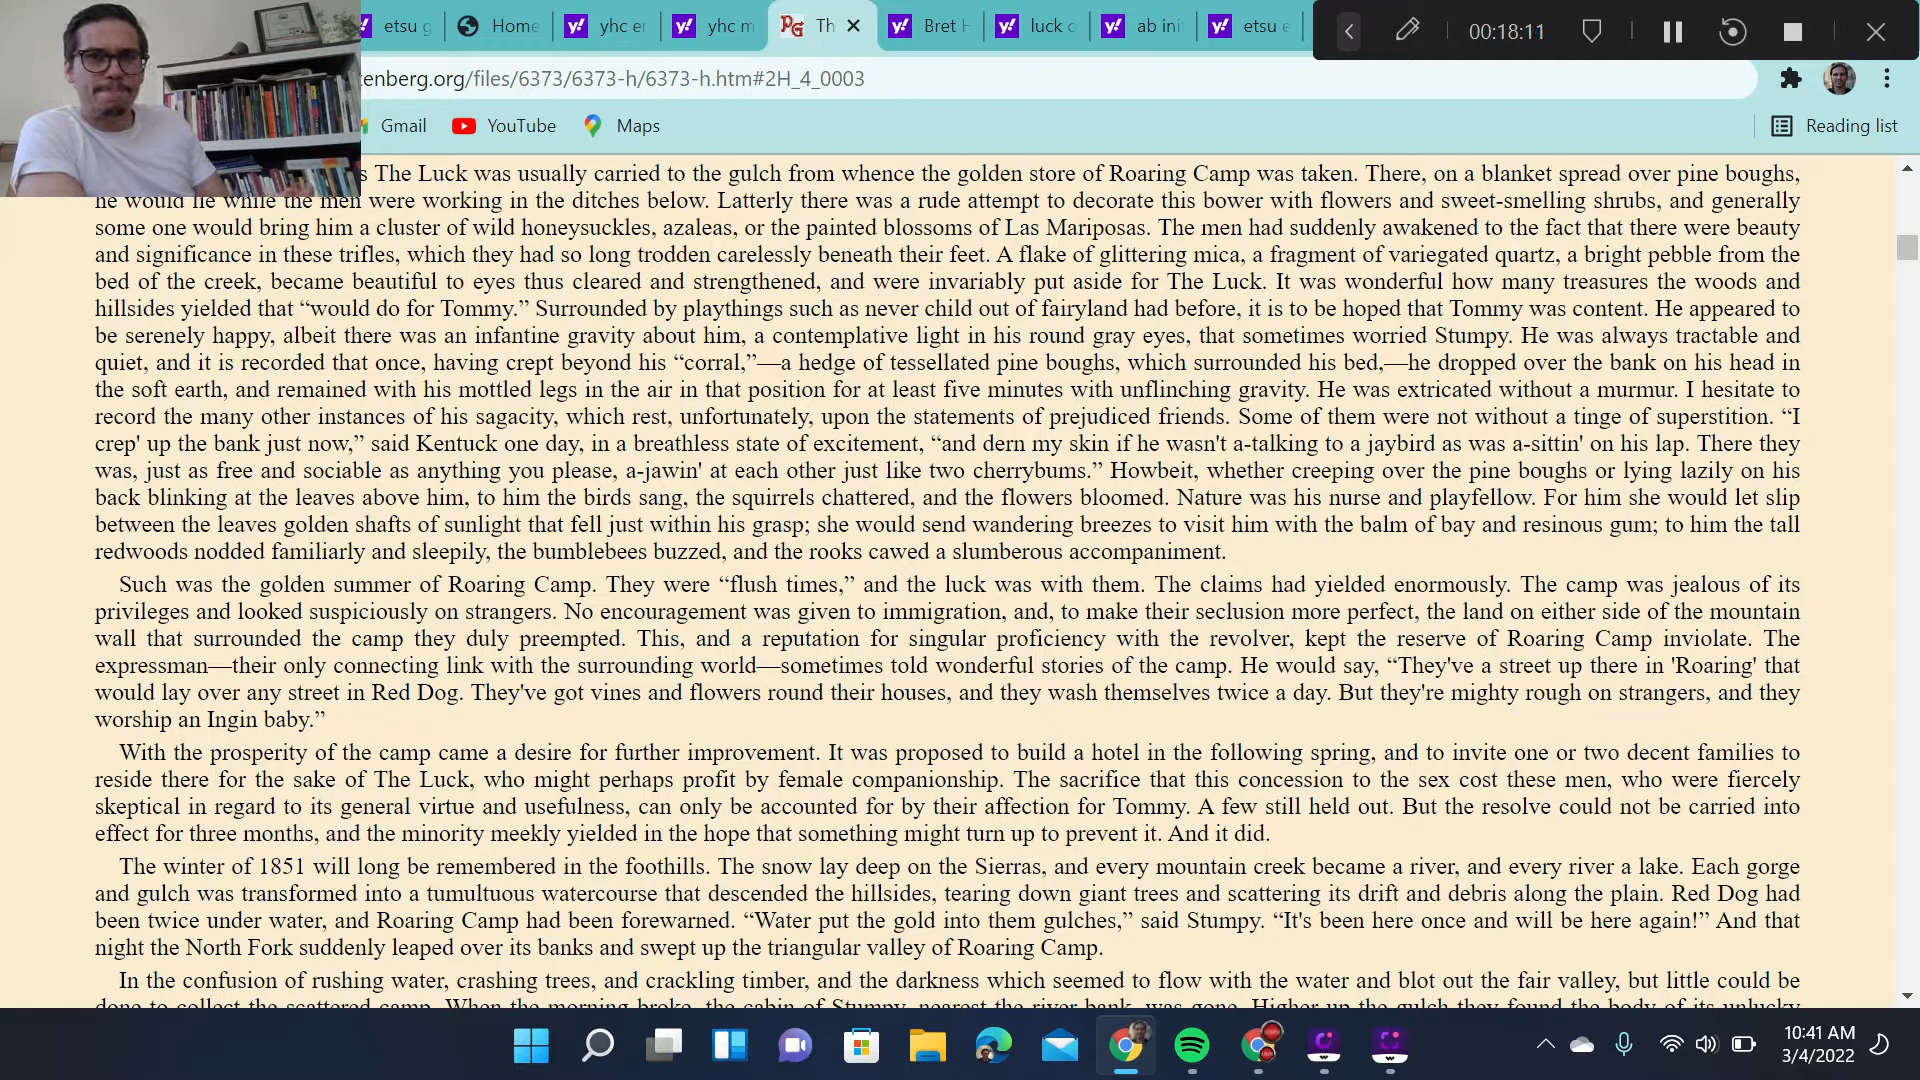 etsu g
Home
yhc er
yhc m
Th
Bret H
luck o
ab init
etsu e
00:18:11
tenberg.org/files/6373/6373-h/6373-h.htm#2H_4_0003
Gmail
YouTube
Maps
Reading list
s The Luck was usually carried to the gulch from whence the golden store of Roaring Camp was taken. There, on a blanket spread over pine boughs,
he would lie while the men were working in the ditches below. Latterly there was a rude attempt to decorate this bower with flowers and sweet-smelling shrubs, and generally
some one would bring him a cluster of wild honeysuckles, azaleas, or the painted blossoms of Las Mariposas. The men had suddenly awakened to the fact that there were beauty
and significance in these trifles, which they had so long trodden carelessly beneath their feet. A flake of glittering mica, a fragment of variegated quartz, a bright pebble from the
bed of the creek, became beautiful to eyes thus cleared and strengthened, and were invariably put aside for The Luck. It was wonderful how many treasures the woods and
hillsides yielded that “would do for Tommy.” Surrounded by playthings such as never child out of fairyland had before, it is to be hoped that Tommy was content. He appeared to
be serenely happy, albeit there was an infantine gravity about him, a contemplative light in his round gray eyes, that sometimes worried Stumpy. He was always tractable and
quiet, and it is recorded that once, having crept beyond his “corral,”—a hedge of tessellated pine boughs, which surrounded his bed,—he dropped over the bank on his head in
the soft earth, and remained with his mottled legs in the air in that position for at least five minutes with unflinching gravity. He was extricated without a murmur. I hesitate to
record the many other instances of his sagacity, which rest, unfortunately, upon the statements of prejudiced friends. Some of them were not without a tinge of superstition. “I
crep' up the bank just now,” said Kentuck one day, in a breathless state of excitement, “and dern my skin if he wasn't a-talking to a jaybird as was a-sittin' on his lap. There they
was, just as free and sociable as anything you please, a-jawin' at each other just like two cherrybums.” Howbeit, whether creeping over the pine boughs or lying lazily on his
back blinking at the leaves above him, to him the birds sang, the squirrels chattered, and the flowers bloomed. Nature was his nurse and playfellow. For him she would let slip
between the leaves golden shafts of sunlight that fell just within his grasp; she would send wandering breezes to visit him with the balm of bay and resinous gum; to him the tall
redwoods nodded familiarly and sleepily, the bumblebees buzzed, and the rooks cawed a slumberous accompaniment.
Such was the golden summer of Roaring Camp. They were “flush times,” and the luck was with them. The claims had yielded enormously. The camp was jealous of its
privileges and looked suspiciously on strangers. No encouragement was given to immigration, and, to make their seclusion more perfect, the land on either side of the mountain
wall that surrounded the camp they duly preempted. This, and a reputation for singular proficiency with the revolver, kept the reserve of Roaring Camp inviolate. The
expressman—their only connecting link with the surrounding world—sometimes told wonderful stories of the camp. He would say, “They've a street up there in 'Roaring' that
would lay over any street in Red Dog. They've got vines and flowers round their houses, and they wash themselves twice a day. But they're mighty rough on strangers, and they
worship an Ingin baby.”
With the prosperity of the camp came a desire for further improvement. It was proposed to build a hotel in the following spring, and to invite one or two decent families to
reside there for the sake of The Luck, who might perhaps profit by female companionship. The sacrifice that this concession to the sex cost these men, who were fiercely
skeptical in regard to its general virtue and usefulness, can only be accounted for by their affection for Tommy. A few still held out. But the resolve could not be carried into
effect for three months, and the minority meekly yielded in the hope that something might turn up to prevent it. And it did.
The winter of 1851 will long be remembered in the foothills. The snow lay deep on the Sierras, and every mountain creek became a river, and every river a lake. Each gorge
and gulch was transformed into a tumultuous watercourse that descended the hillsides, tearing down giant trees and scattering its drift and debris along the plain. Red Dog had
been twice under water, and Roaring Camp had been forewarned. “Water put the gold into them gulches,” said Stumpy. “It's been here once and will be here again!” And that
night the North Fork suddenly leaped over its banks and swept up the triangular valley of Roaring Camp.
In the confusion of rushing water, crashing trees, and crackling timber, and the darkness which seemed to flow with the water and blot out the fair valley, but little could be
done to collect the scattered camp. When the morning broke, the cabin of Stumpy, nearest the river-bank, was gone. Higher up the gulch they found the body of its unlucky
10:41 AM
3/4/2022